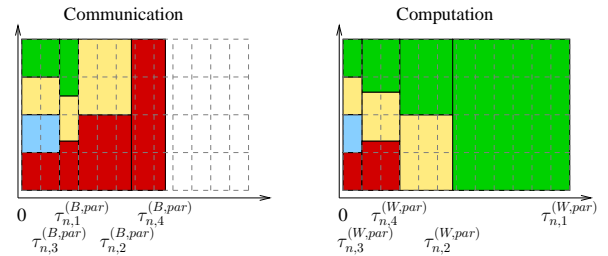 Communication Computation
0 τ_{n,1}^{(B,par)} τ_{n,4}^{(B,par)} 0 τ_{n,4}^{(W,par)} τ_{n,1}^{(W,par)}
τ_{n,3}^{(B,par)} τ_{n,2}^{(B,par)} τ_{n,3}^{(W,par)} τ_{n,2}^{(W,par)}